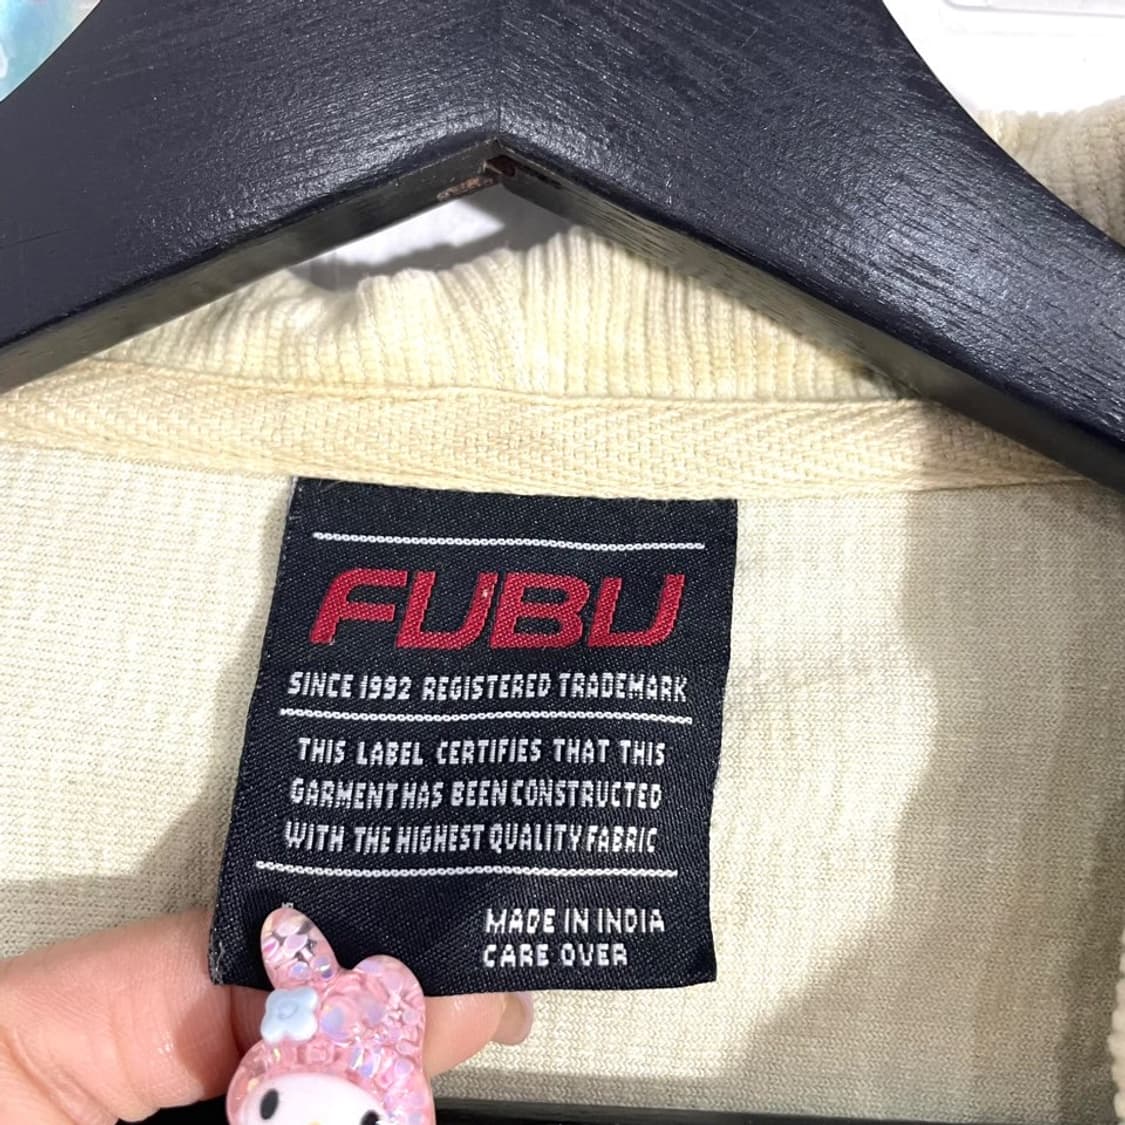 FUBU
SINCE 1992 REGISTERED TRADEMARK
THIS LABEL CERTIFIES THAT THIS
GARMENT HAS BEEN CONSTRUCTED
WITH THE HIGHEST QUALITY FABRIC
MADE IN INDIA
CARE OVER